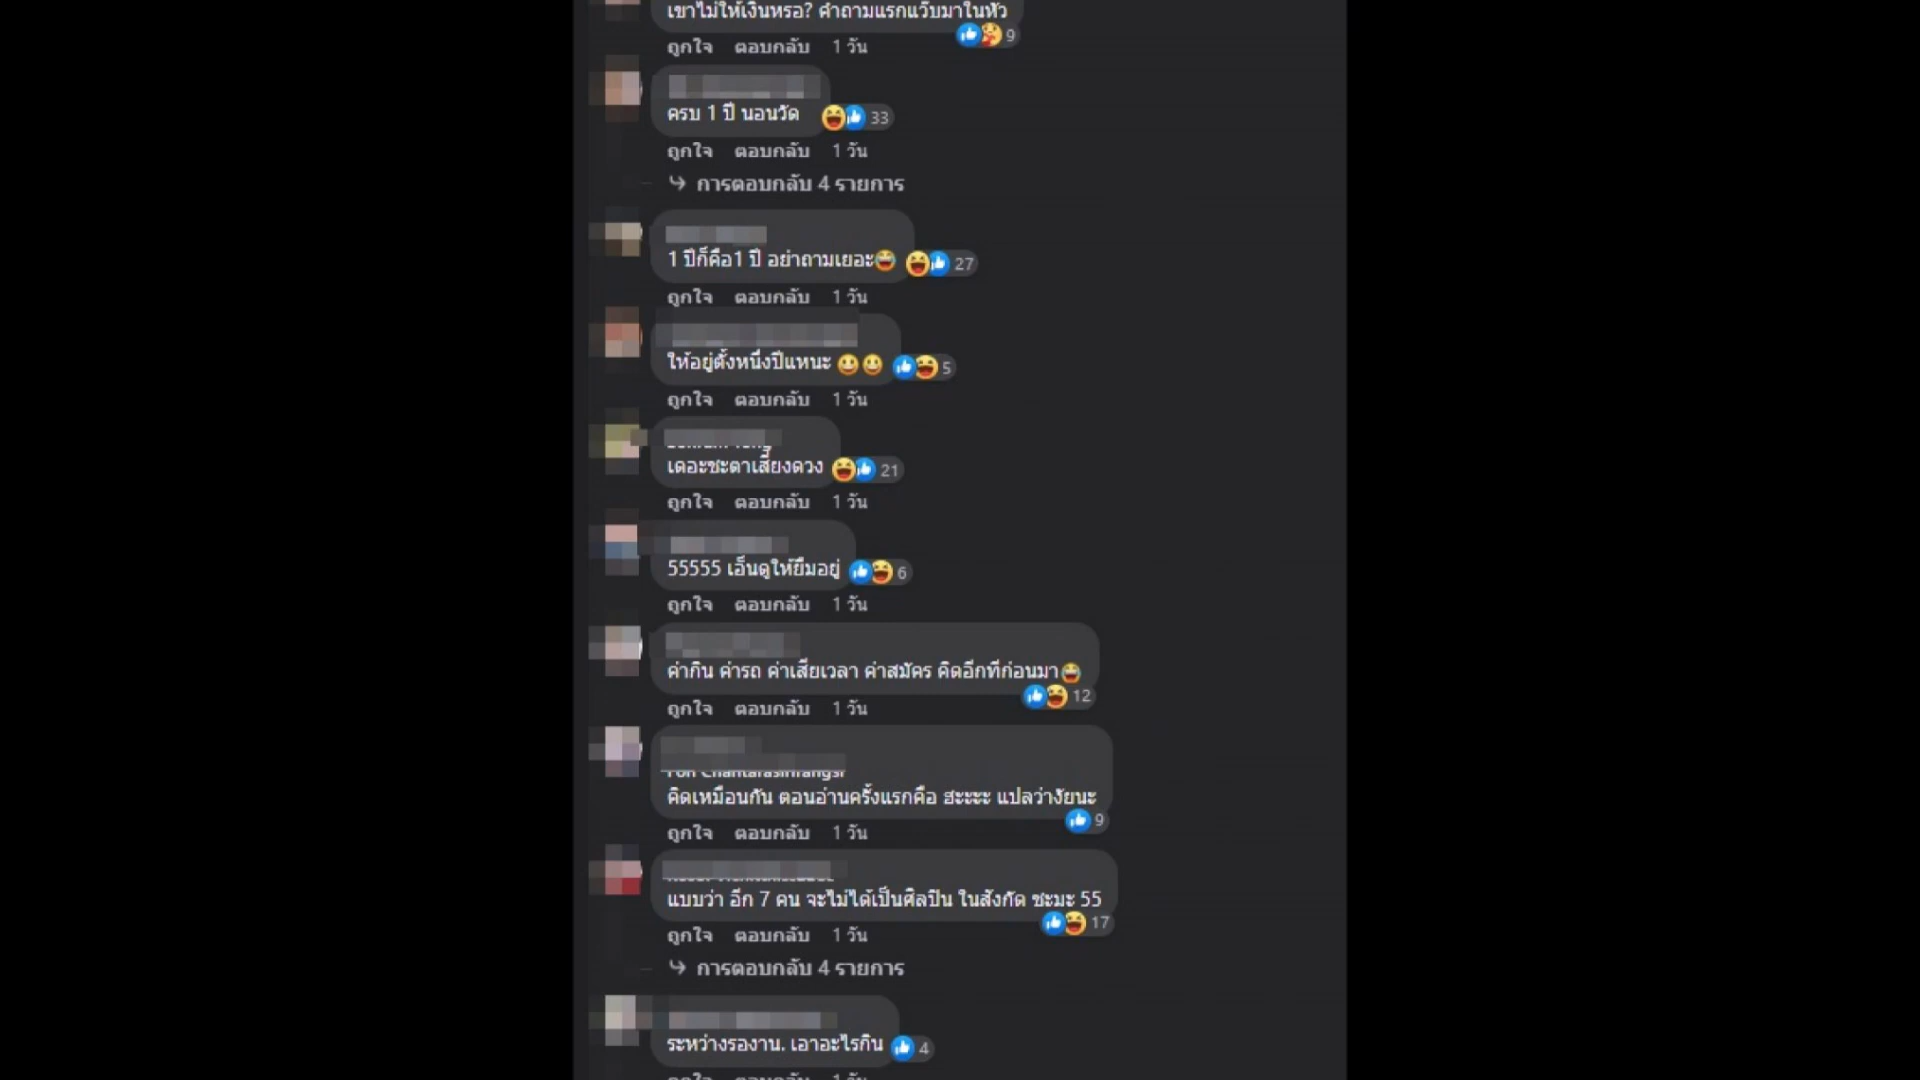 เขาไม่ให้เงินหรอ? คำถามแรกแว๊บมาในหัว
9
ถูกใจ ตอบกลับ 1 วัน
ครบ 1 ปี นอนวัด
33
ถูกใจ ตอบกลับ 1 วัน
การตอบกลับ 4 รายการ
1 ปีก็คือ1 ปี อย่าถามเยอะ😂
27
ถูกใจ ตอบกลับ 1 วัน
ให้อยู่ตั้งหนึ่งปีแหนะ 😀😀
5
ถูกใจ ตอบกลับ 1 วัน
เดอะชะตาเสี่ยงดวง
21
ถูกใจ ตอบกลับ 1 วัน
55555 เอ็นดูให้ยืมอยู่
6
ถูกใจ ตอบกลับ 1 วัน
ค่ากิน ค่ารถ ค่าเสียเวลา ค่าสมัคร คิดอีกทีก่อนมา😂
12
ถูกใจ ตอบกลับ 1 วัน
คิดเหมือนกัน ตอนอ่านครั้งแรกคือ ฮะะะะ แปลว่างัยนะ
9
ถูกใจ ตอบกลับ 1 วัน
แบบว่า อีก 7 คน จะไม่ได้เป็นศิลปิน ในสังกัด ชะมะ 55
17
ถูกใจ ตอบกลับ 1 วัน
การตอบกลับ 4 รายการ
ระหว่างรองาน. เอาอะไรกิน
4
ถูกใจ ตอบกลับ 1 วัน